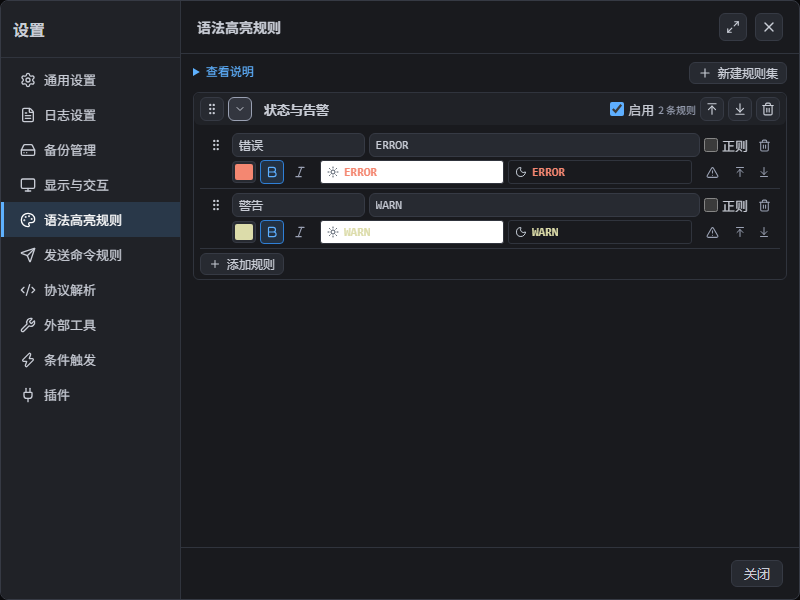 设置
通用设置
日志设置
备份管理
显示与交互
语法高亮规则
发送命令规则
协议解析
外部工具
条件触发
插件
语法高亮规则
查看说明
新建规则集
状态与告警
启用 2 条规则
错误 ERROR 正则
B I ERROR ERROR
警告 WARN 正则
B I WARN WARN
添加规则
关闭